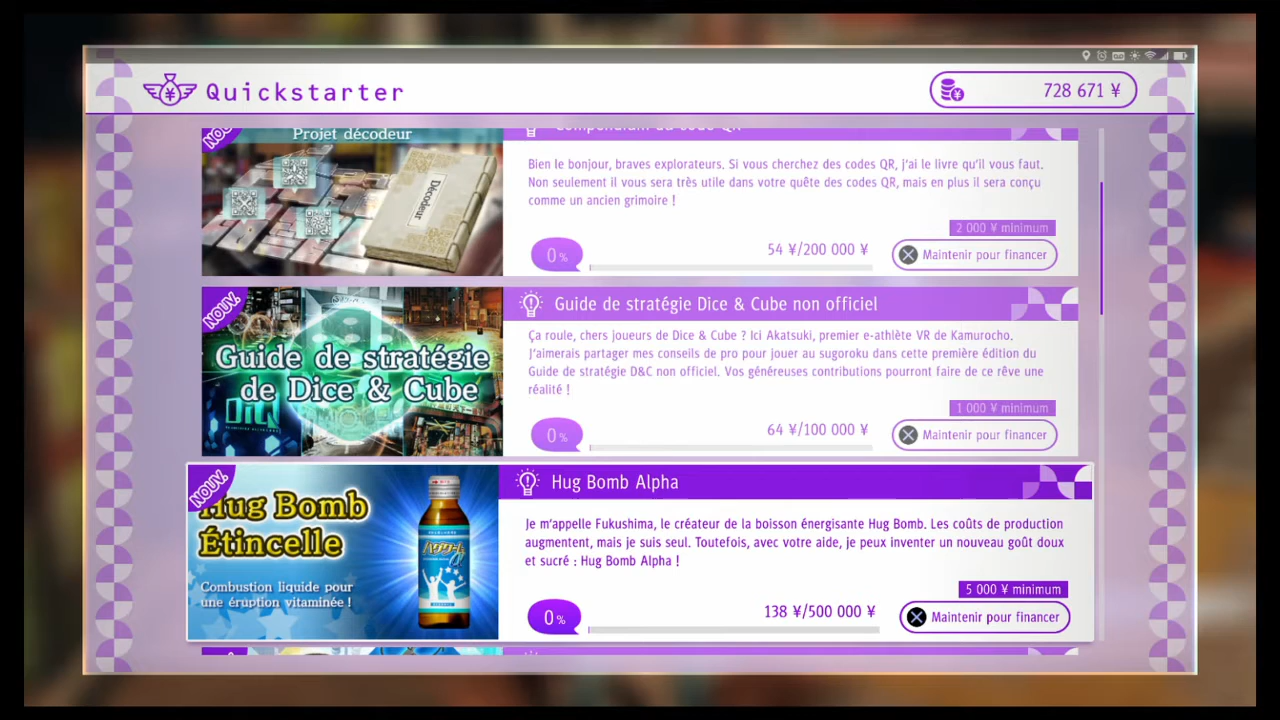 Quickstarter
728 671 ¥
Projet décodeur
Compendium du code QR
Décodeur
Bien le bonjour, braves explorateurs. Si vous cherchez des codes QR, j'ai le livre qu'il vous faut.
Non seulement il vous sera très utile dans votre quête des codes QR, mais en plus il sera conçu
comme un ancien grimoire !
2 000 ¥ minimum
0 %
54 ¥/200 000 ¥
Maintenir pour financer
NOUV.
Guide de stratégie
de Dice & Cube
Guide de stratégie Dice & Cube non officiel
Ça roule, chers joueurs de Dice & Cube ? Ici Akatsuki, premier e-athlète VR de Kamurocho.
J'aimerais partager mes conseils de pro pour jouer au sugoroku dans cette première édition du
Guide de stratégie D&C non officiel. Vos généreuses contributions pourront faire de ce rêve une
réalité !
1 000 ¥ minimum
0 %
64 ¥/100 000 ¥
Maintenir pour financer
NOUV.
Hug Bomb
Étincelle
Combustion liquide pour
une éruption vitaminée !
Hug Bomb Alpha
Je m'appelle Fukushima, le créateur de la boisson énergisante Hug Bomb. Les coûts de production
augmentent, mais je suis seul. Toutefois, avec votre aide, je peux inventer un nouveau goût doux
et sucré : Hug Bomb Alpha !
5 000 ¥ minimum
0 %
138 ¥/500 000 ¥
Maintenir pour financer